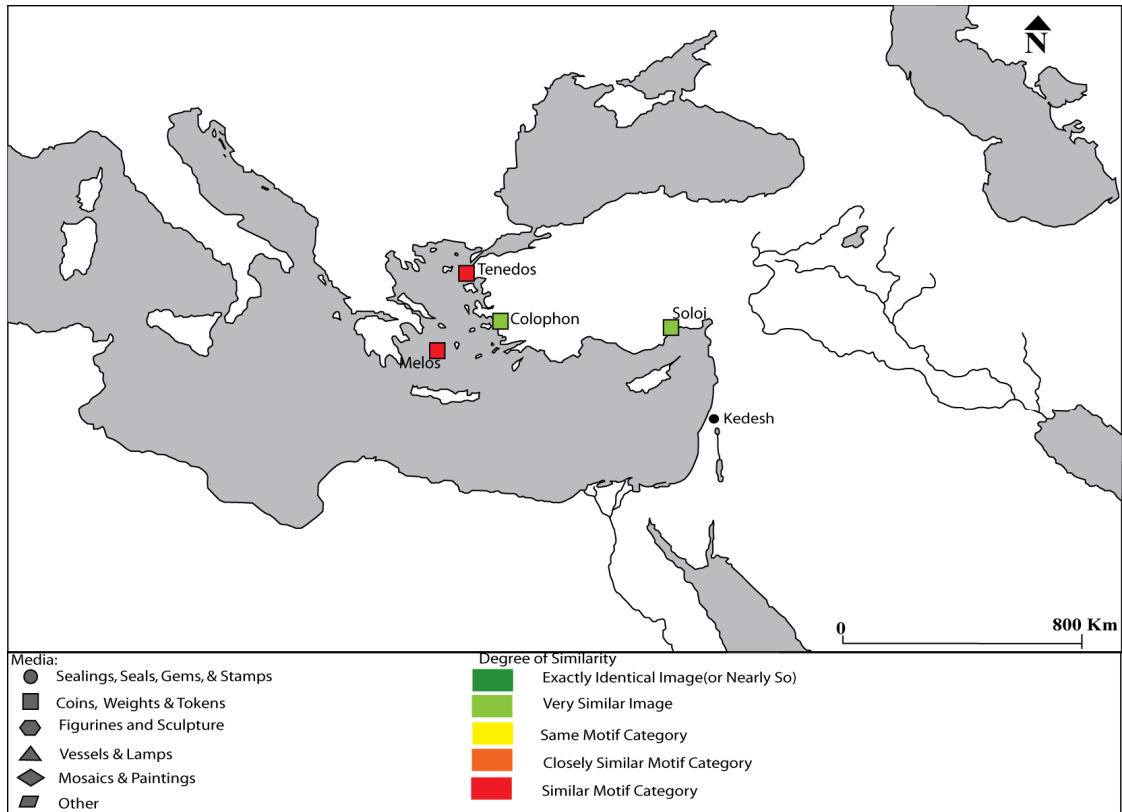 N
Tenedos
Colophon
Soloi
Melos
Kedesh
0
800 Km
Media:
Sealings, Seals, Gems, & Stamps
Coins, Weights & Tokens
Figurines and Sculpture
Vessels & Lamps
Mosaics & Paintings
Other
Degree of Similarity
Exactly Identical Image(or Nearly So)
Very Similar Image
Same Motif Category
Closely Similar Motif Category
Similar Motif Category